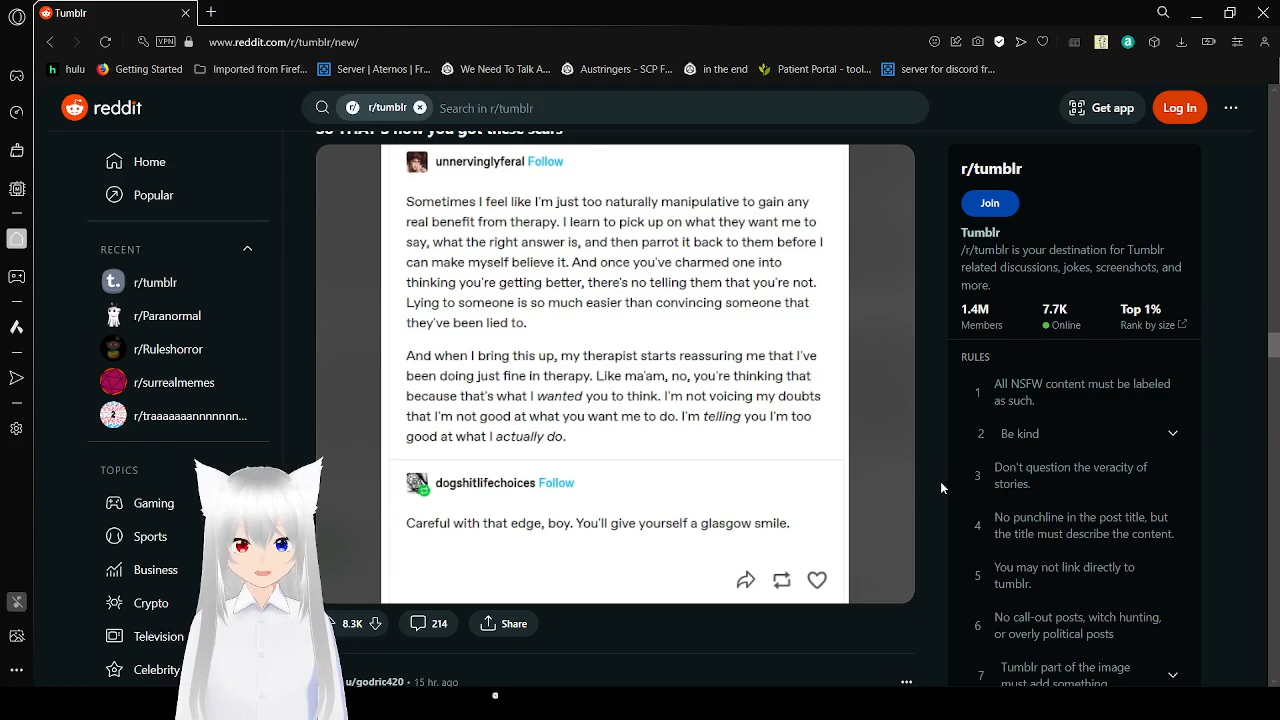 Tumblr
VPN
www.reddit.com/r/tumblr/new/
hulu
Getting Started
Imported from Firef...
Server | Aternos | Fr...
We Need To Talk A...
Austringers - SCP F...
in the end
Patient Portal - tool...
server for discord fr...
reddit
r/tumblr
Search in r/tumblr
Get app
Log In
So THAT's how you got these scars
Home
Popular
RECENT
r/tumblr
r/Paranormal
r/Ruleshorror
r/surrealmemes
r/traaaaaaannnnnnn...
TOPICS
Gaming
Sports
Business
Crypto
Television
Celebrity
unnervinglyferal Follow
Sometimes I feel like I'm just too naturally manipulative to gain any
real benefit from therapy. I learn to pick up on what they want me to
say, what the right answer is, and then parrot it back to them before I
can make myself believe it. And once you've charmed one into
thinking you're getting better, there's no telling them that you're not.
Lying to someone is so much easier than convincing someone that
they've been lied to.
And when I bring this up, my therapist starts reassuring me that I've
been doing just fine in therapy. Like ma'am, no, you're thinking that
because that's what I wanted you to think. I'm not voicing my doubts
that I'm not good at what you want me to do. I'm telling you I'm too
good at what I actually do.
dogshitlifechoices Follow
Careful with that edge, boy. You'll give yourself a glasgow smile.
8.3K
214
Share
u/godric420 • 15 hr. ago
r/tumblr
Join
Tumblr
/r/tumblr is your destination for Tumblr
related discussions, jokes, screenshots, and
more.
1.4M
Members
7.7K
Online
Top 1%
Rank by size
RULES
1 All NSFW content must be labeled
as such.
2 Be kind
3 Don't question the veracity of
stories.
4 No punchline in the post title, but
the title must describe the content.
5 You may not link directly to
tumblr.
6 No call-out posts, witch hunting,
or overly political posts
7 Tumblr part of the image
must add something